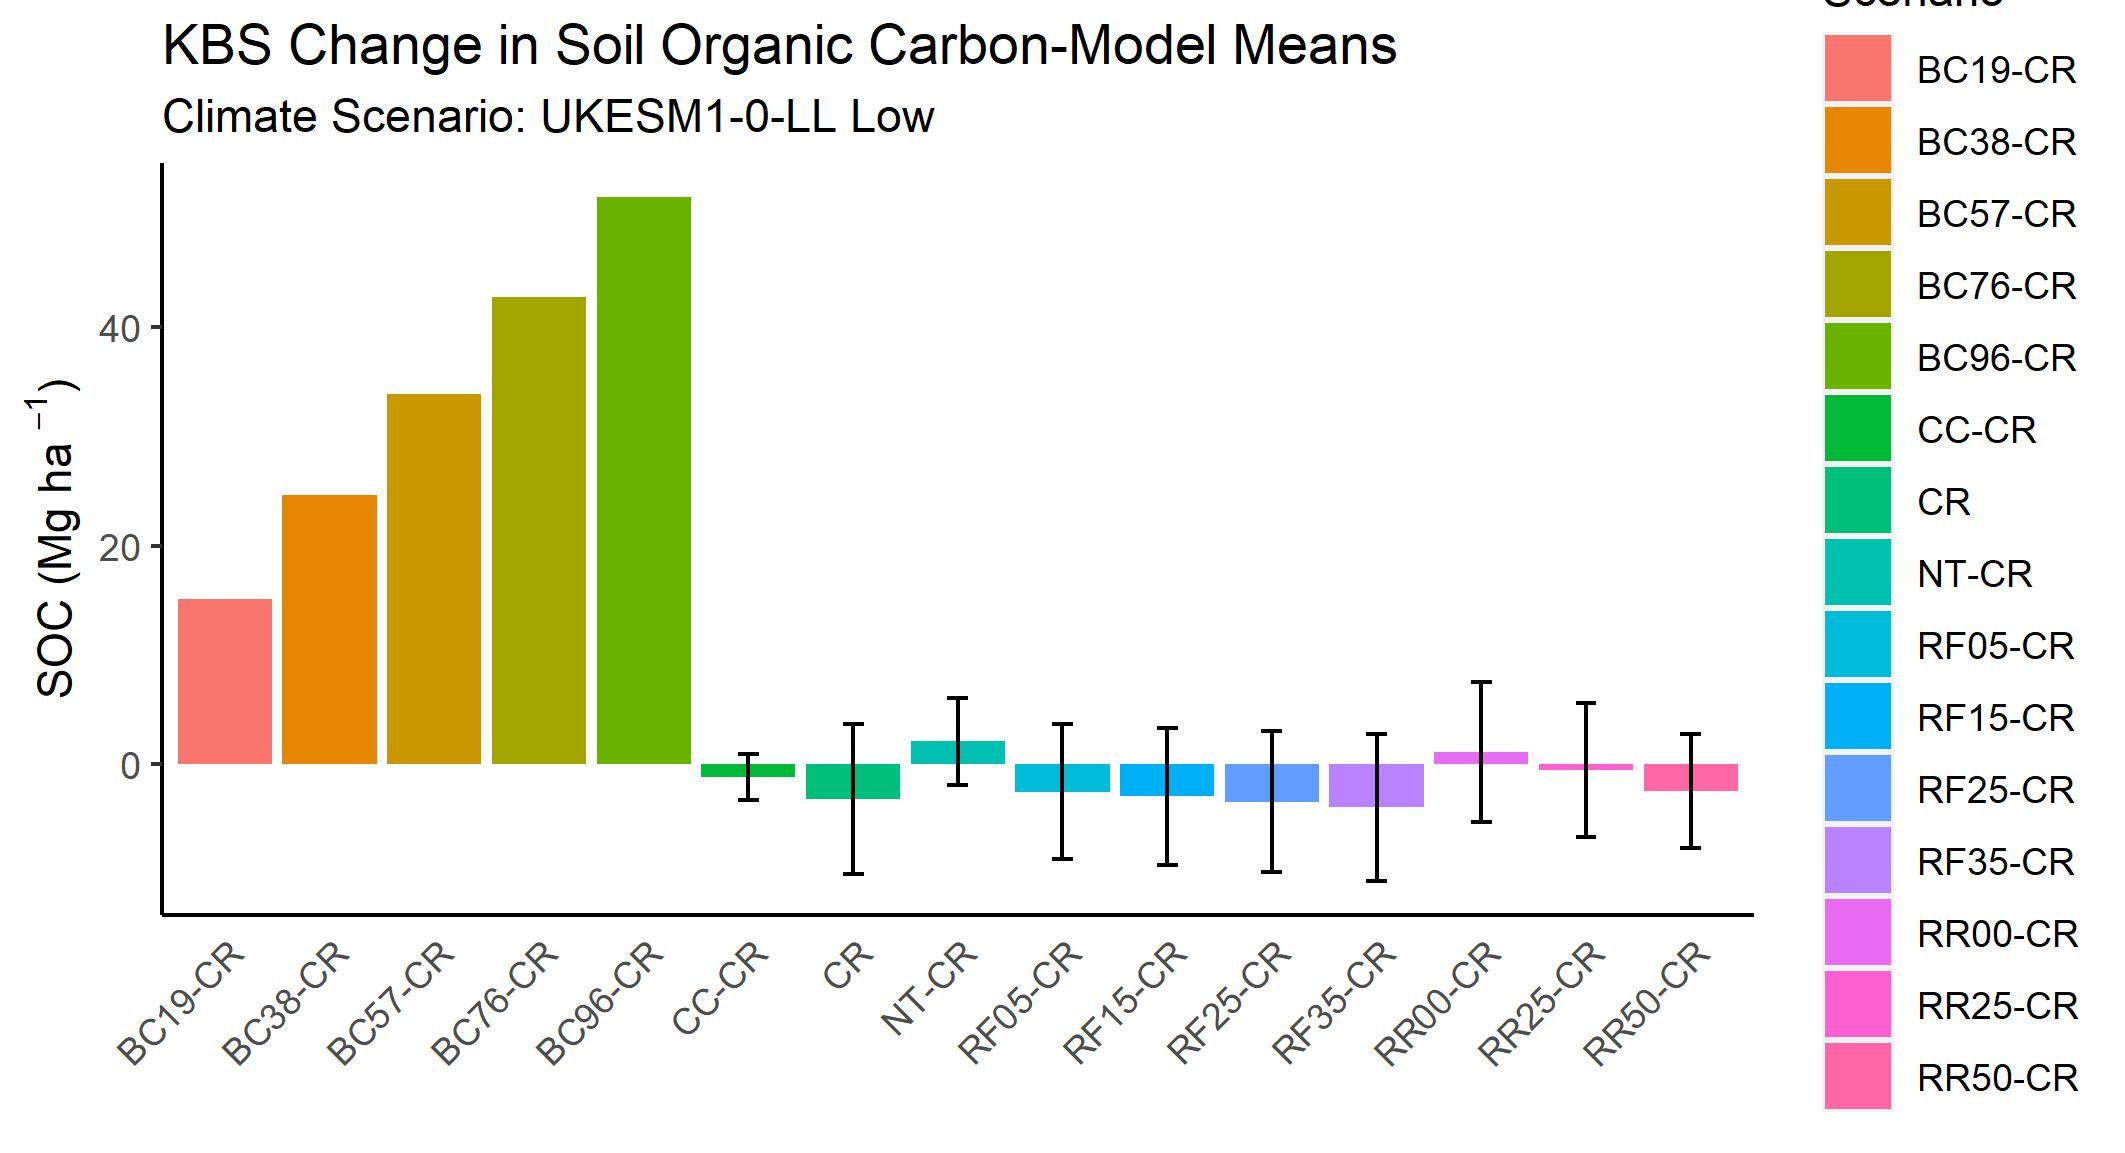 KBS Change in Soil Organic Carbon-Model Means
Climate Scenario: UKESM1-0-LL Low
SOC (Mg ha −1)
40
20
0
BC19-CR
BC38-CR
BC57-CR
BC76-CR
BC96-CR
CC-CR
CR
NT-CR
RF05-CR
RF15-CR
RF25-CR
RF35-CR
RR00-CR
RR25-CR
RR50-CR
Scenario
BC19-CR
BC38-CR
BC57-CR
BC76-CR
BC96-CR
CC-CR
CR
NT-CR
RF05-CR
RF15-CR
RF25-CR
RF35-CR
RR00-CR
RR25-CR
RR50-CR